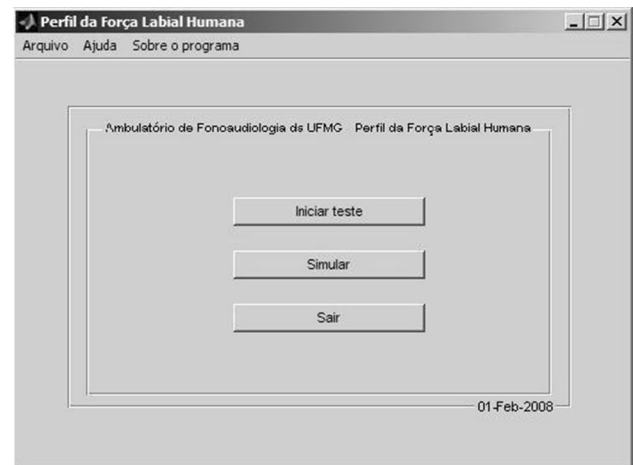 Perfil da Força Labial Humana
Arquivo Ajuda Sobre o programa
Ambulatório de Fonoaudiologia da UFMG Perfil da Força Labial Humana
Iniciar teste
Simular
Sair
01-Feb-2008